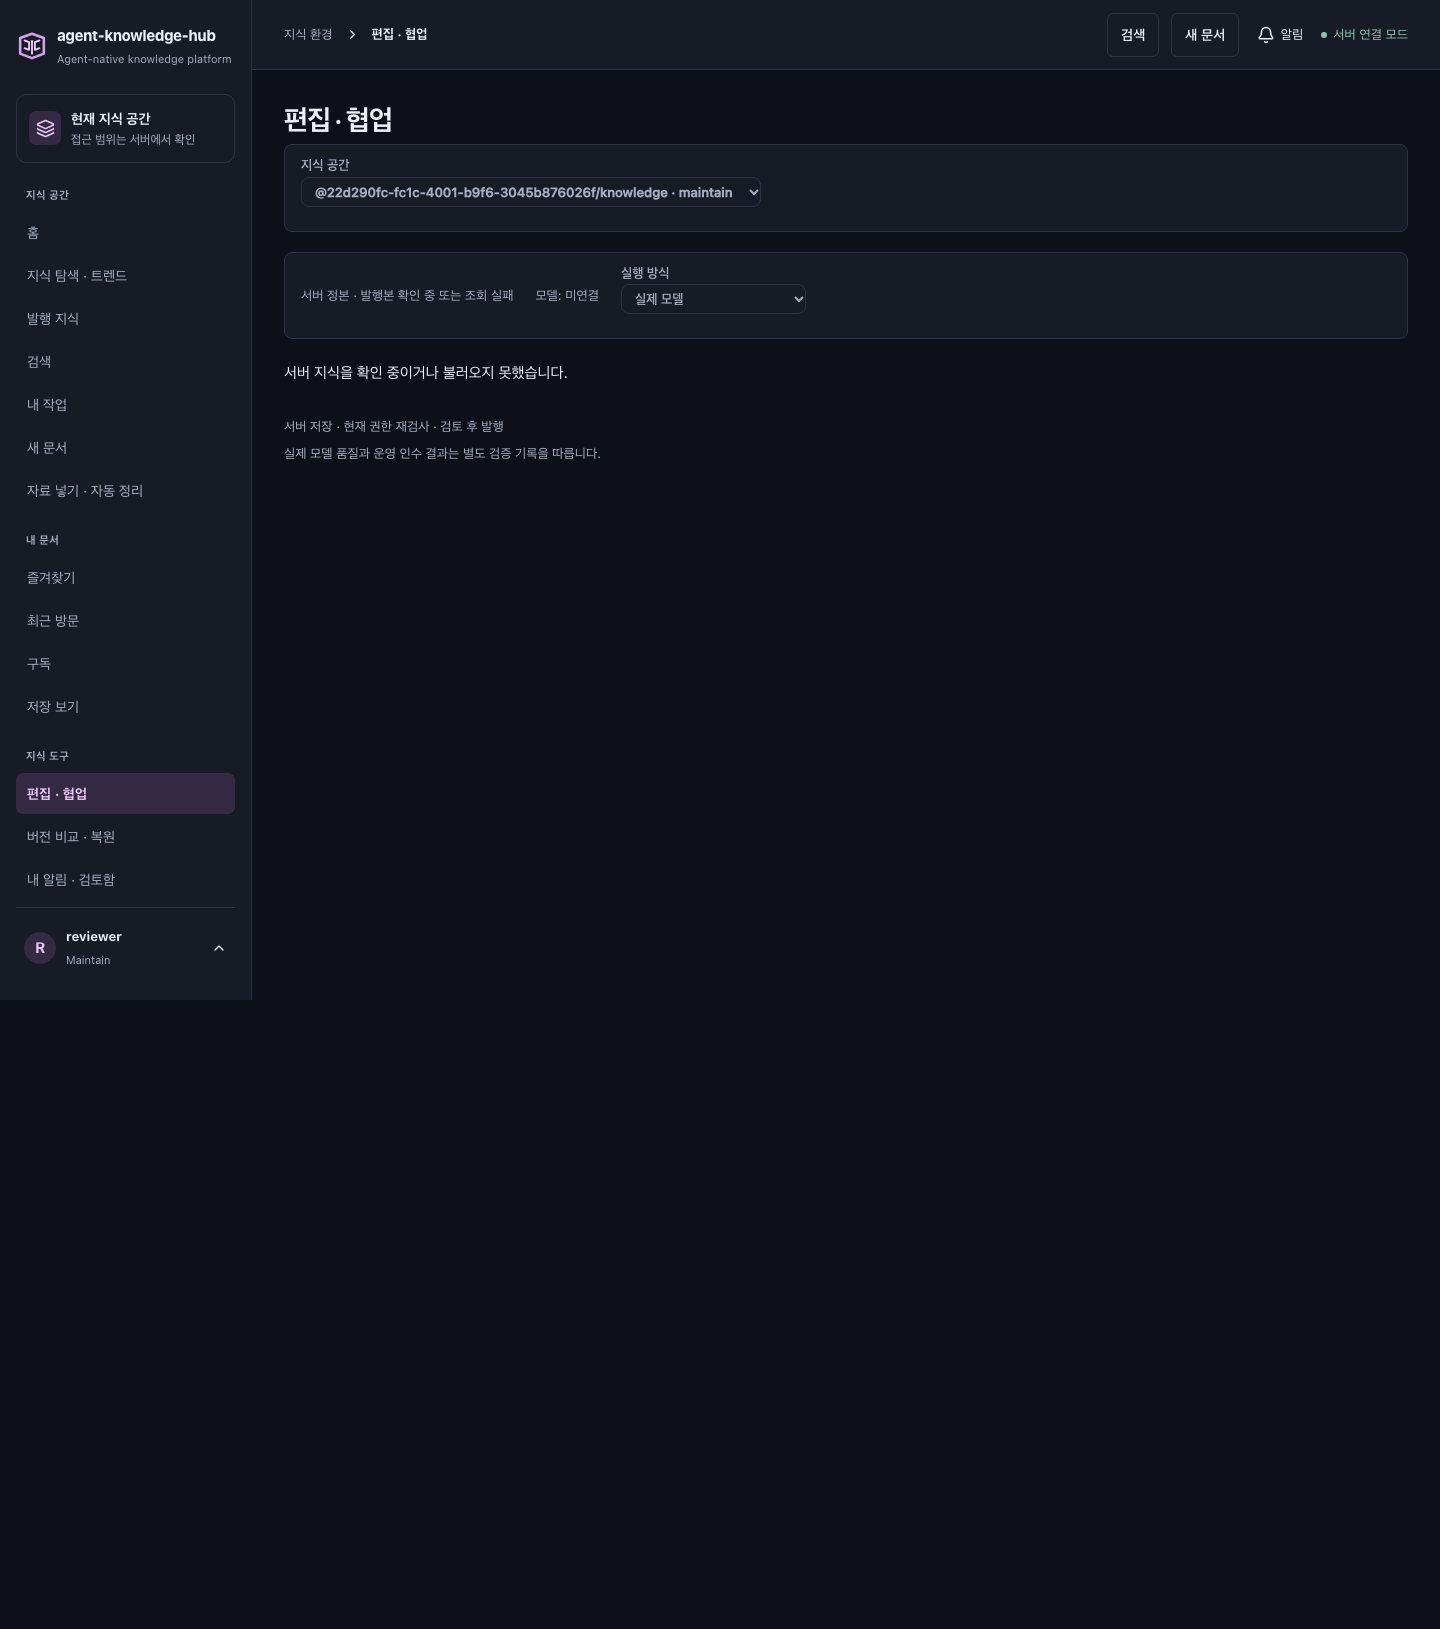 agent-knowledge-hub
Agent-native knowledge platform
현재 지식 공간
접근 범위는 서버에서 확인
지식 공간
홈
지식 탐색 · 트렌드
발행 지식
검색
내 작업
새 문서
자료 넣기 · 자동 정리
내 문서
즐겨찾기
최근 방문
구독
저장 보기
지식 도구
편집 · 협업
버전 비교 · 복원
내 알림 · 검토함
R
reviewer
Maintain
지식 환경
편집 · 협업
검색
새 문서
알림
서버 연결 모드
편집 · 협업
지식 공간
@22d290fc-fc1c-4001-b9f6-3045b876026f/knowledge · maintain
서버 정본 · 발행본 확인 중 또는 조회 실패
모델: 미연결
실행 방식
실제 모델
서버 지식을 확인 중이거나 불러오지 못했습니다.
서버 저장 · 현재 권한 재검사 · 검토 후 발행
실제 모델 품질과 운영 인수 결과는 별도 검증 기록을 따릅니다.